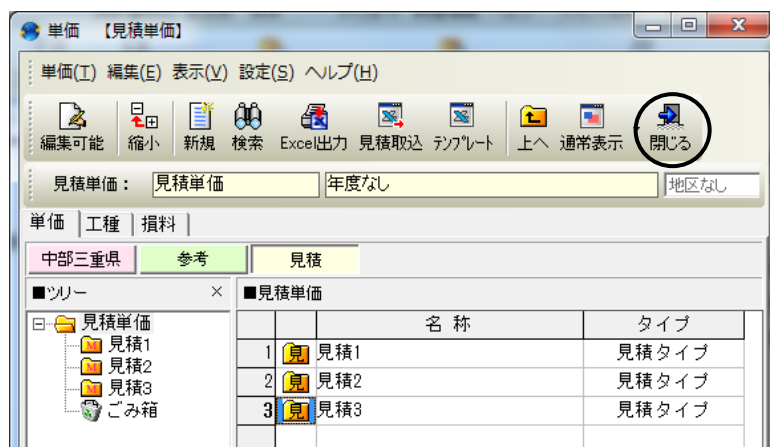 単価 【見積単価】
単価(T) 編集(E) 表示(V) 設定(S) ヘルプ(H)
編集可能 縮小 新規 検索 Excel出力 見積取込 テンプレート 上へ 通常表示 閉じる
見積単価： 見積単価 年度なし 地区なし
単価 工種 損料
中部三重県 参考 見積
■ツリー ■見積単価
見積単価
見積1
見積2
見積3
ごみ箱
名 称 タイプ
1 見 見積1 見積タイプ
2 見 見積2 見積タイプ
3 見 見積3 見積タイプ